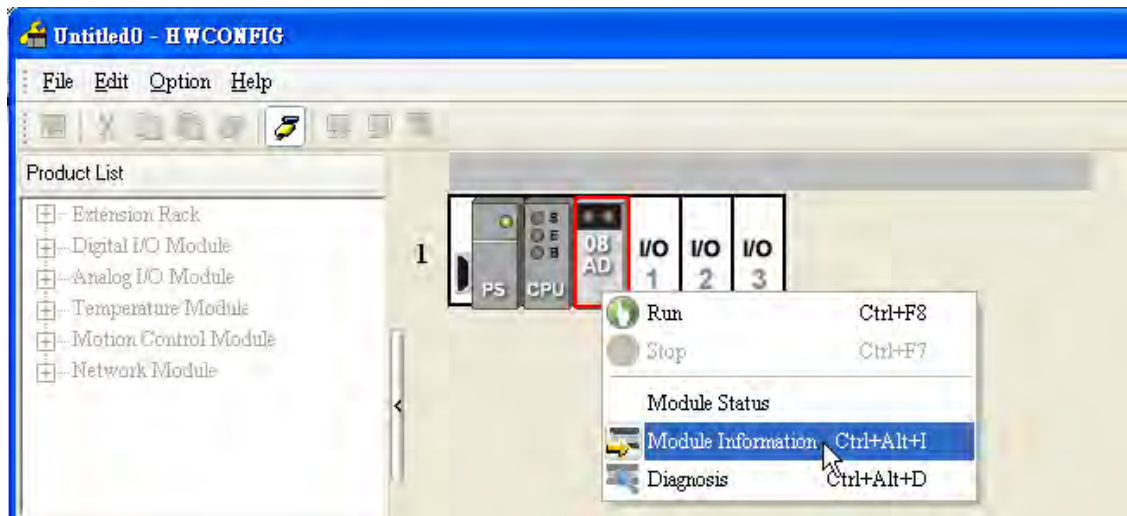 Untitled0 - HWCONFIG
File Edit Option Help
Product List
Extension Rack
Digital I/O Module
Analog I/O Module
Temperature Module
Motion Control Module
Network Module
1
PS
S
E
B
CPU
08
AD
I/O
1
I/O
2
I/O
3
Run Ctrl+F8
Stop Ctrl+F7
Module Status
Module Information Ctrl+Alt+I
Diagnosis Ctrl+Alt+D